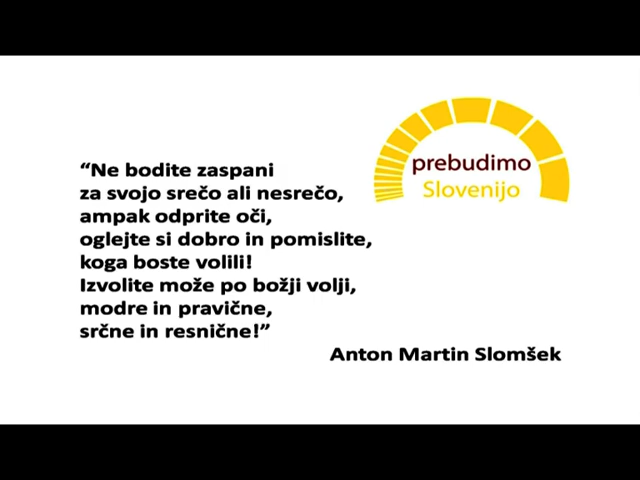 prebudimo
Slovenijo
“Ne bodite zaspani
za svojo srečo ali nesrečo,
ampak odprite oči,
oglejte si dobro in pomislite,
koga boste volili!
Izvolite može po božji volji,
modre in pravične,
srčne in resnične!”
Anton Martin Slomšek